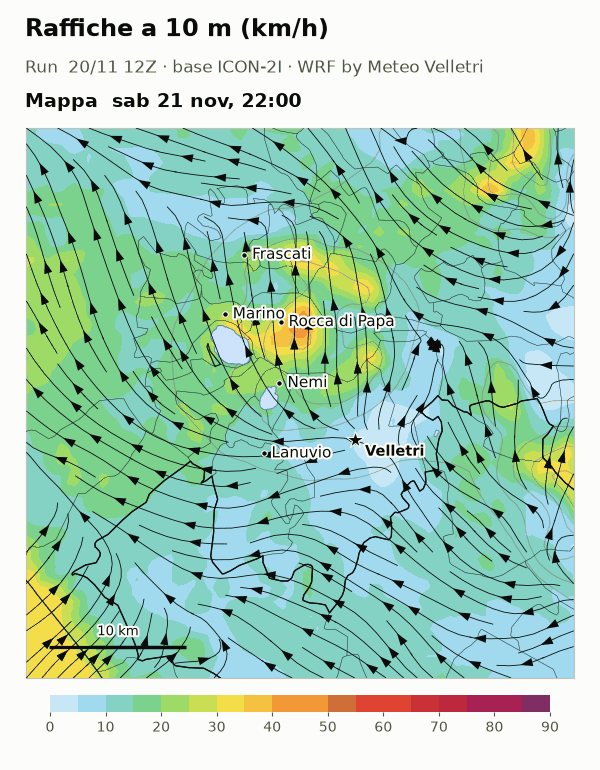 Raffiche a 10 m (km/h)
Run  20/11 12Z · base ICON-2I · WRF by Meteo Velletri
Mappa  sab 21 nov, 22:00
Frascati
Marino
Rocca di Papa
Nemi
Velletri
Lanuvio
10 km
0 10 20 30 40 50 60 70 80 90